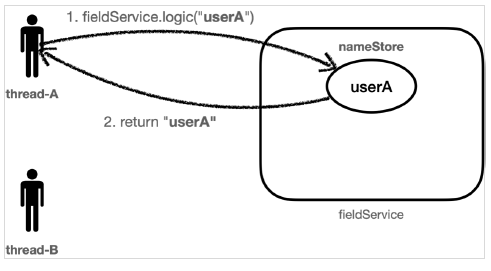 1. fieldService.logic("userA")
nameStore
userA
thread-A
2. return "userA"
fieldService
thread-B